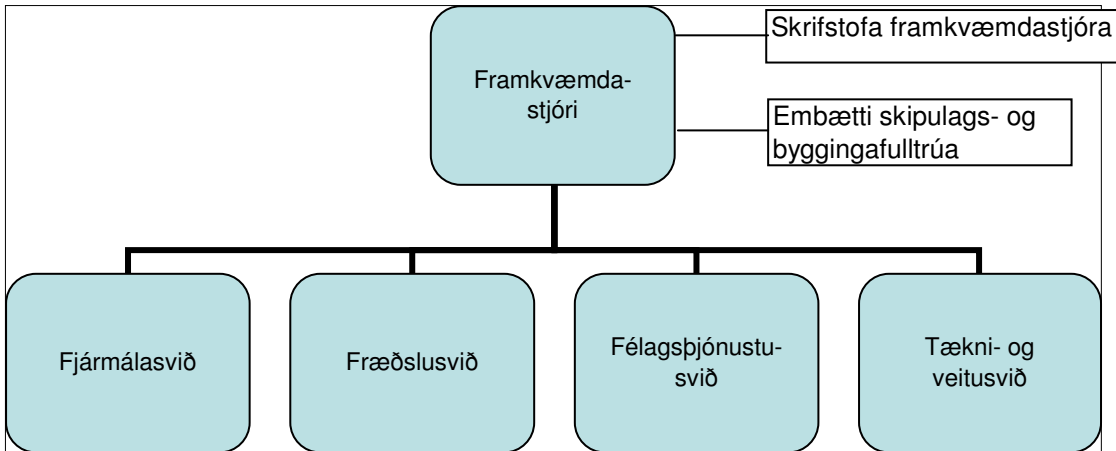 Skrifstofa framkvæmdastjóra
Framkvæmda-
stjóri
Embætti skipulags- og
byggingafulltrúa
Fjármálasvið
Fræðslusvið
Félagsþjónustu-
svið
Tækni- og
veitusvið